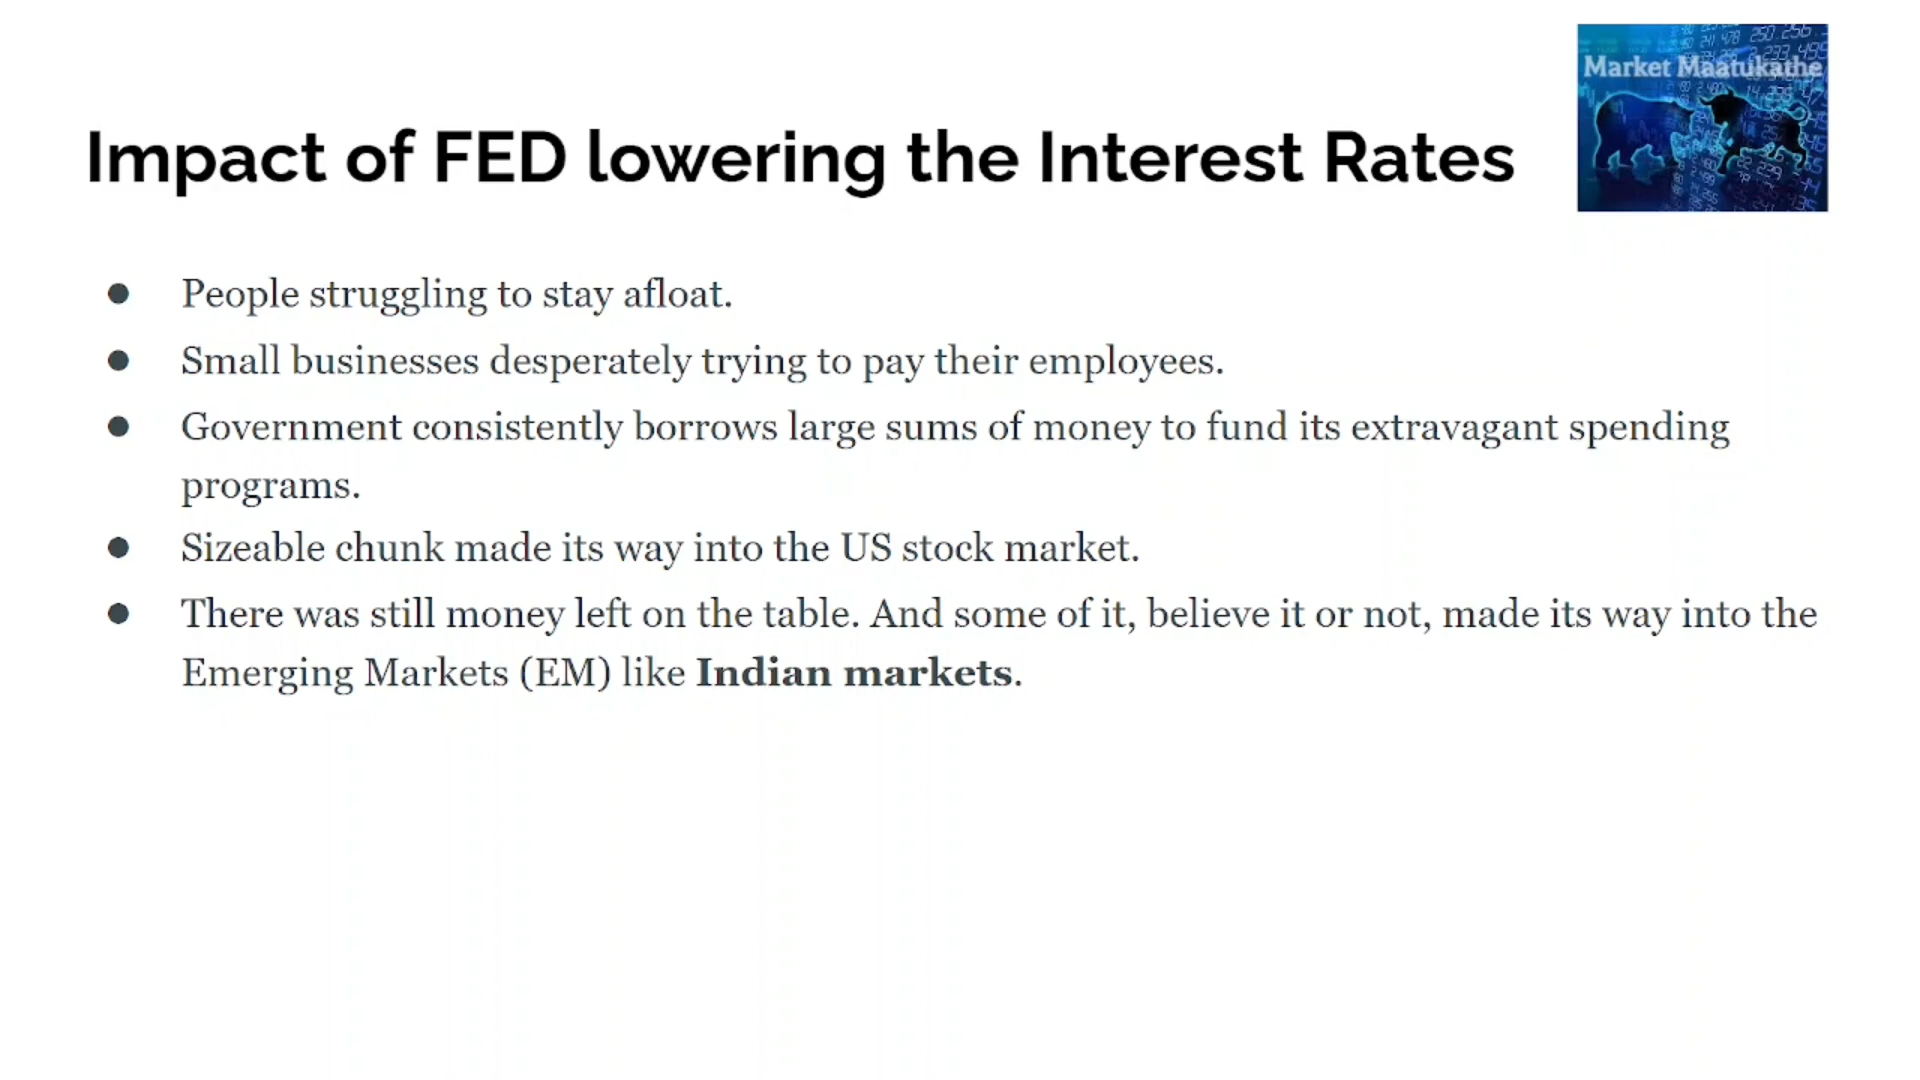 Market Maatukathe
Impact of FED lowering the Interest Rates
● People struggling to stay afloat.
● Small businesses desperately trying to pay their employees.
● Government consistently borrows large sums of money to fund its extravagant spending
programs.
● Sizeable chunk made its way into the US stock market.
● There was still money left on the table. And some of it, believe it or not, made its way into the
Emerging Markets (EM) like Indian markets.